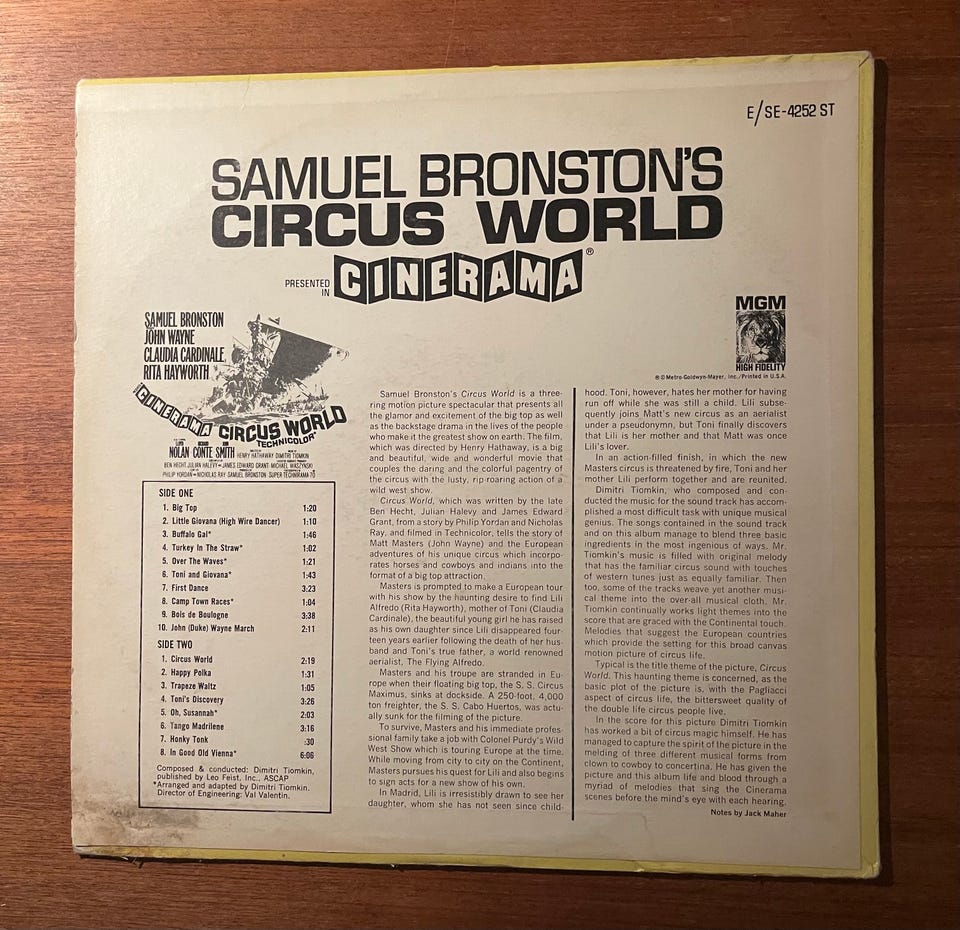 E/SE-4252 ST
SAMUEL BRONSTON'S
CIRCUS WORLD
PRESENTED
IN
CINERAMA®
SAMUEL BRONSTON
JOHN WAYNE
CLAUDIA CARDINALE
RITA HAYWORTH
CINERAMA CIRCUS WORLD
TECHNICOLOR®
LLOYD RICHARD JOHN
NOLAN CONTE SMITH
HENRY HATHAWAY DIMITRI TIOMKIN
BEN HECHT JULIAN HALEVY AND JAMES EDWARD GRANT MICHAEL WASZYNSKI
PHILIP YORDAN AND NICHOLAS RAY SAMUEL BRONSTON SUPER TECHNIRAMA 70
MGM
HIGH FIDELITY
® © Metro-Goldwyn-Mayer, Inc./Printed in U.S.A.
SIDE ONE
1. Big Top 1:20
2. Little Giovana (High Wire Dancer) 1:10
3. Buffalo Gal* 1:46
4. Turkey In The Straw* 1:02
5. Over The Waves* 1:21
6. Toni and Giovana* 1:43
7. First Dance 3:23
8. Camp Town Races* 1:04
9. Bois de Boulogne 3:38
10. John (Duke) Wayne March 2:11
SIDE TWO
1. Circus World 2:19
2. Happy Polka 1:31
3. Trapeze Waltz 1:05
4. Toni's Discovery 3:26
5. Oh, Susannah* 2:03
6. Tango Madrilene 3:16
7. Honky Tonk :30
8. In Good Old Vienna* 6:06
Composed & conducted: Dimitri Tiomkin,
published by Leo Feist, Inc., ASCAP
*Arranged and adapted by Dimitri Tiomkin.
Director of Engineering: Val Valentin.
Samuel Bronston's Circus World is a three-
ring motion picture spectacular that presents all
the glamor and excitement of the big top as well
as the backstage drama in the lives of the people
who make it the greatest show on earth. The film,
which was directed by Henry Hathaway, is a big
and beautiful, wide and wonderful movie that
couples the daring and the colorful pagentry of
the circus with the lusty, rip-roaring action of a
wild west show.
Circus World, which was written by the late
Ben Hecht, Julian Halevy and James Edward
Grant, from a story by Philip Yordan and Nicholas
Ray, and filmed in Technicolor, tells the story of
Matt Masters (John Wayne) and the European
adventures of his unique circus which incorpo-
rates horses and cowboys and indians into the
format of a big top attraction.
Masters is prompted to make a European tour
with his show by the haunting desire to find Lili
Alfredo (Rita Hayworth), mother of Toni (Claudia
Cardinale), the beautiful young girl he has raised
as his own daughter since Lili disappeared four-
teen years earlier following the death of her hus-
band and Toni's true father, a world renowned
aerialist, The Flying Alfredo.
Masters and his troupe are stranded in Eu-
rope when their floating big top, the S. S. Circus
Maximus, sinks at dockside. A 250-foot, 4,000
ton freighter, the S. S. Cabo Huertos, was actu-
ally sunk for the filming of the picture.
To survive, Masters and his immediate profes-
sional family take a job with Colonel Purdy's Wild
West Show which is touring Europe at the time.
While moving from city to city on the Continent,
Masters pursues his quest for Lili and also begins
to sign acts for a new show of his own.
In Madrid, Lili is irresistibly drawn to see her
daughter, whom she has not seen since child-
hood. Toni, however, hates her mother for having
run off while she was still a child. Lili subse-
quently joins Matt's new circus as an aerialist
under a pseudonymn, but Toni finally discovers
that Lili is her mother and that Matt was once
Lili's lover.
In an action-filled finish, in which the new
Masters circus is threatened by fire, Toni and her
mother Lili perform together and are reunited.
Dimitri Tiomkin, who composed and con-
ducted the music for the sound track has accom-
plished a most difficult task with unique musical
genius. The songs contained in the sound track
and on this album manage to blend three basic
ingredients in the most ingenious of ways. Mr.
Tiomkin's music is filled with original melody
that has the familiar circus sound with touches
of western tunes just as equally familiar. Then
too, some of the tracks weave yet another musi-
cal theme into the over-all musical cloth. Mr.
Tiomkin continually works light themes into the
score that are graced with the Continental touch.
Melodies that suggest the European countries
which provide the setting for this broad canvas
motion picture of circus life.
Typical is the title theme of the picture, Circus
World. This haunting theme is concerned, as the
basic plot of the picture is, with the Pagliacci
aspect of circus life, the bittersweet quality of
the double life circus people live.
In the score for this picture Dimitri Tiomkin
has worked a bit of circus magic himself. He has
managed to capture the spirit of the picture in the
melding of three different musical forms from
clown to cowboy to concertina. He has given the
picture and this album life and blood through a
myriad of melodies that sing the Cinerama
scenes before the mind's eye with each hearing.
Notes by Jack Maher